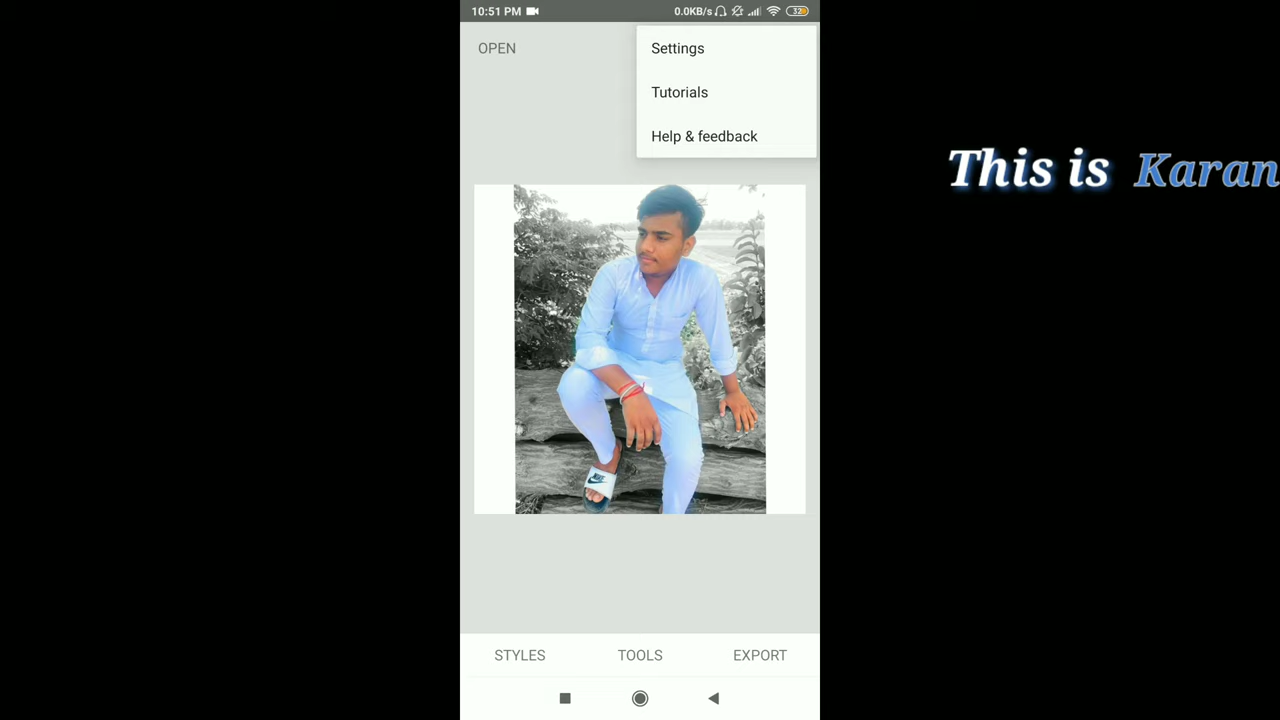 10:51 PM
0.0KB/s
32
OPEN
Settings
Tutorials
Help & feedback
This is Karan
STYLES
TOOLS
EXPORT